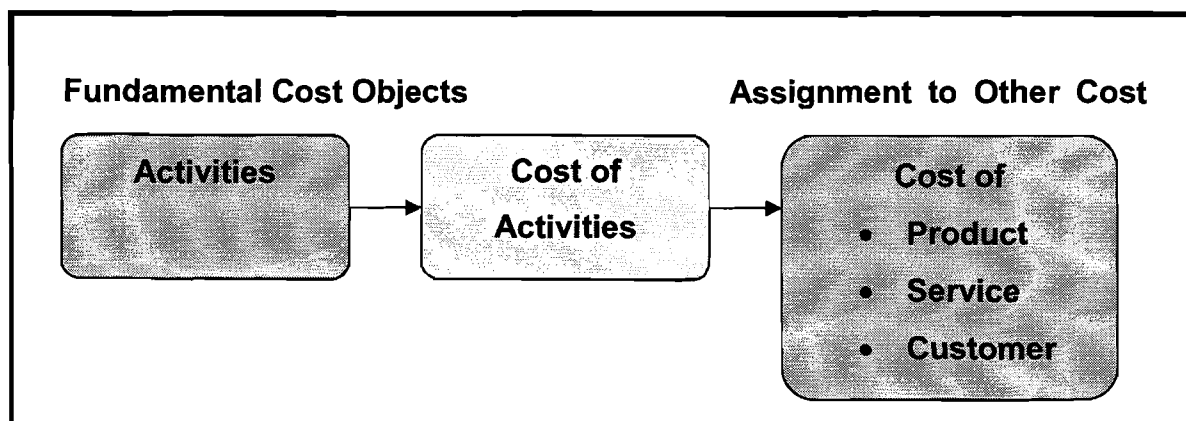 Fundamental Cost Objects
Assignment to Other Cost
Activities
Cost of
Activities
Cost of
• Product
• Service
• Customer